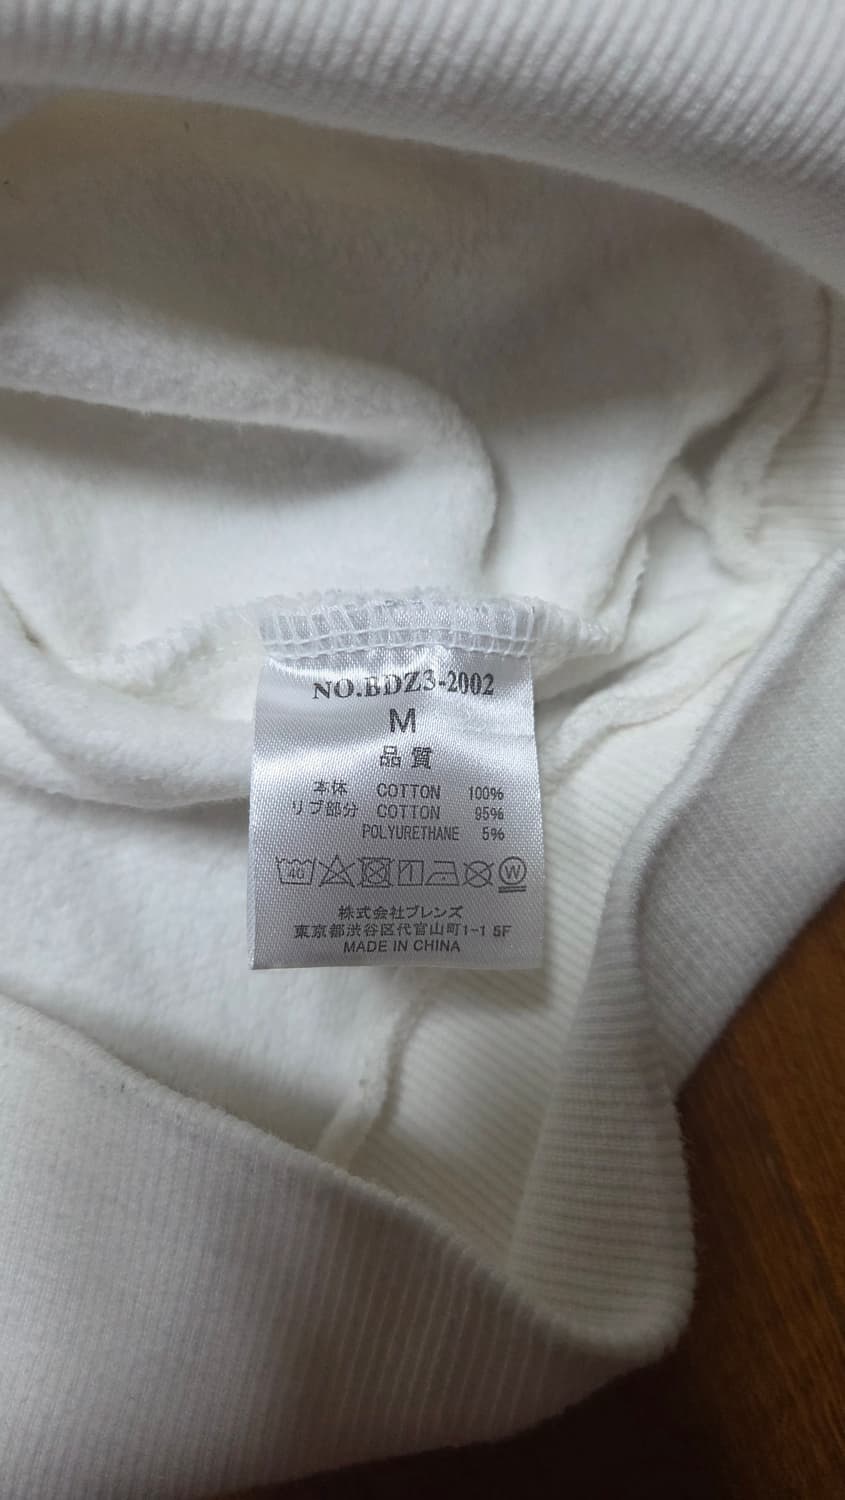 NO.BDZ3-2002
M
品質
本体 COTTON 100%
リブ部分 COTTON 95%
POLYURETHANE 5%
40 W
株式会社ブレンズ
東京都渋谷区代官山町1-1 5F
MADE IN CHINA